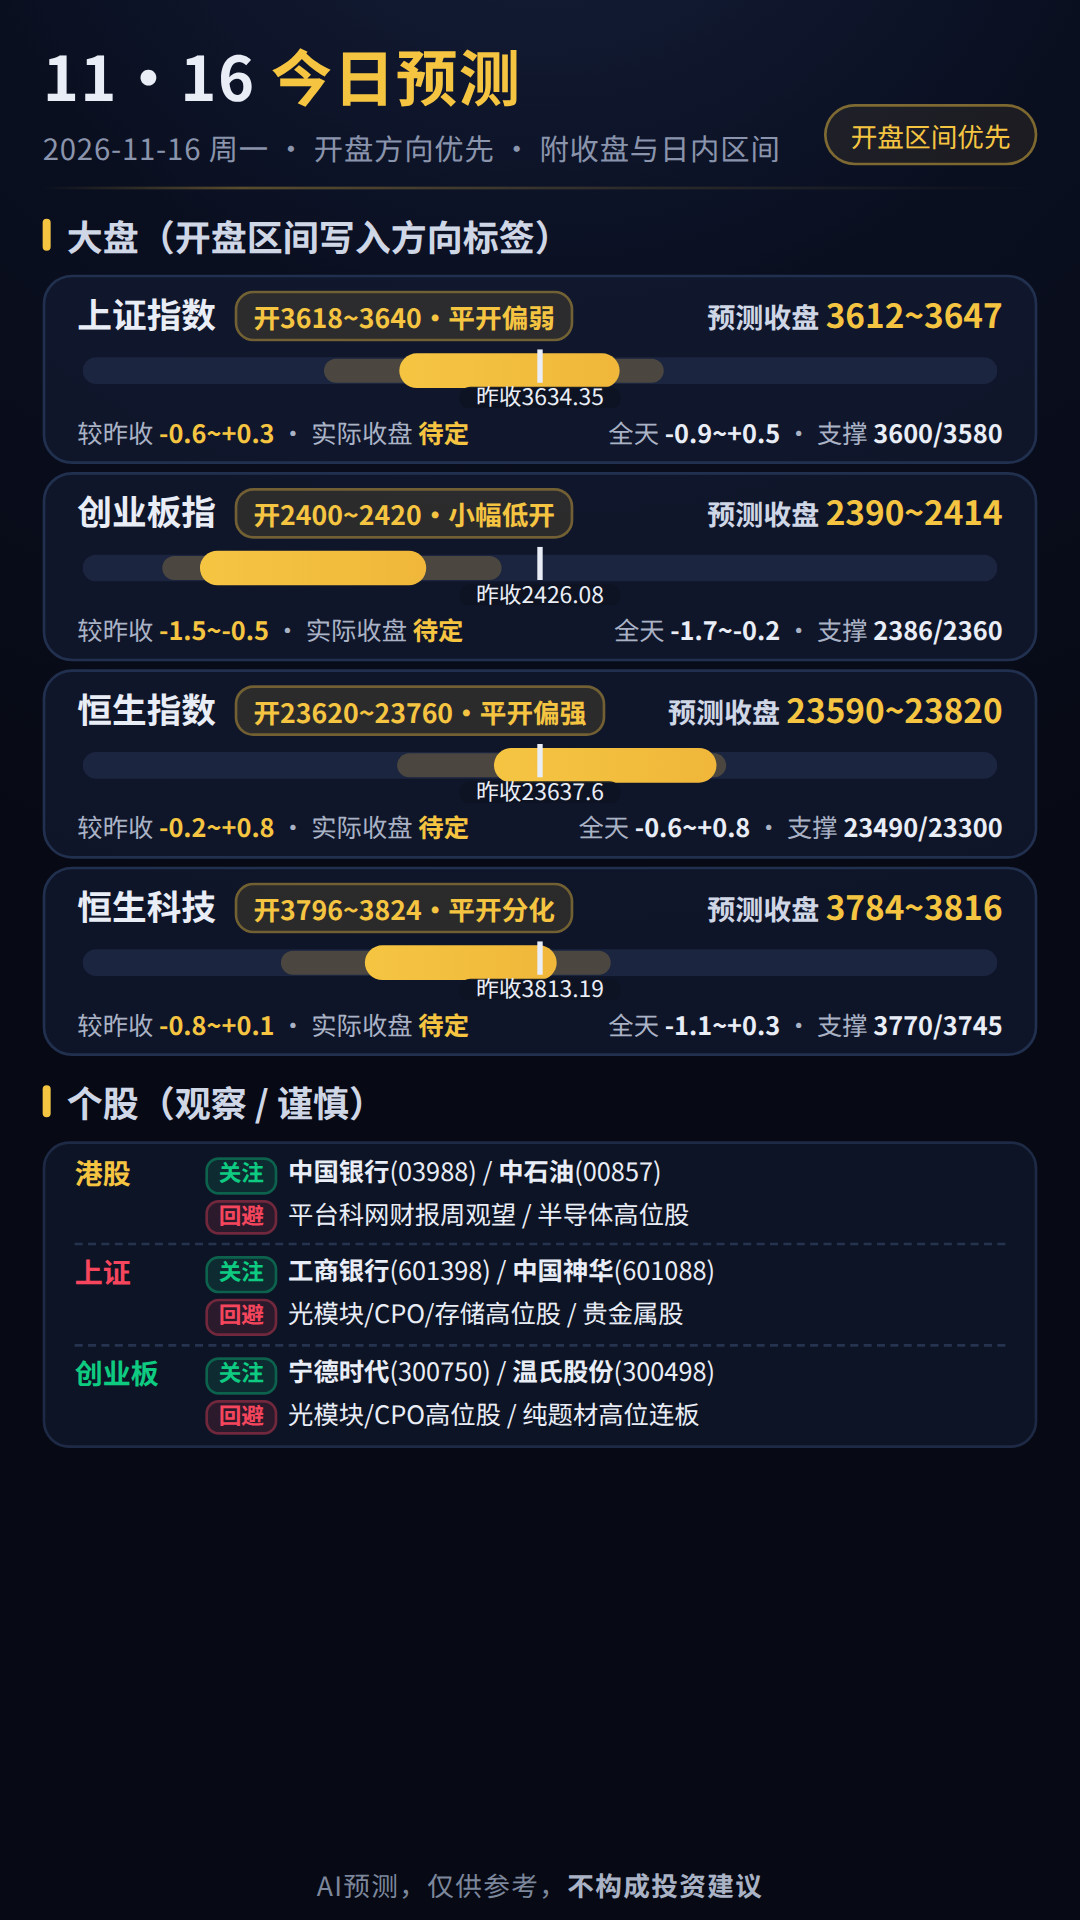 11·16 今日预测
2026-11-16 周一 · 开盘方向优先 · 附收盘与日内区间
开盘区间优先
大盘（开盘区间写入方向标签）
上证指数 开3618~3640·平开偏弱 预测收盘 3612~3647
昨收3634.35
较昨收 -0.6~+0.3 · 实际收盘 待定 全天 -0.9~+0.5 · 支撑 3600/3580
创业板指 开2400~2420·小幅低开 预测收盘 2390~2414
昨收2426.08
较昨收 -1.5~-0.5 · 实际收盘 待定 全天 -1.7~-0.2 · 支撑 2386/2360
恒生指数 开23620~23760·平开偏强 预测收盘 23590~23820
昨收23637.6
较昨收 -0.2~+0.8 · 实际收盘 待定 全天 -0.6~+0.8 · 支撑 23490/23300
恒生科技 开3796~3824·平开分化 预测收盘 3784~3816
昨收3813.19
较昨收 -0.8~+0.1 · 实际收盘 待定 全天 -1.1~+0.3 · 支撑 3770/3745
个股（观察 / 谨慎）
港股 关注 中国银行(03988) / 中石油(00857)
回避 平台科网财报周观望 / 半导体高位股
上证 关注 工商银行(601398) / 中国神华(601088)
回避 光模块/CPO/存储高位股 / 贵金属股
创业板 关注 宁德时代(300750) / 温氏股份(300498)
回避 光模块/CPO高位股 / 纯题材高位连板
AI预测，仅供参考，不构成投资建议